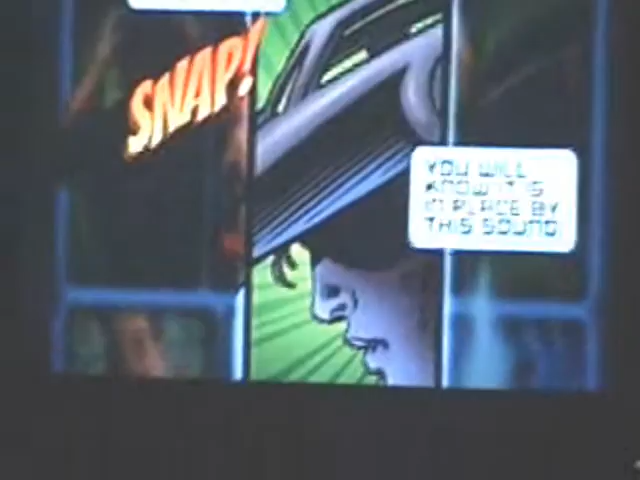 SNAP!
YOU WILL
KNOW IT IS
IN PLACE BY
THIS SOUND